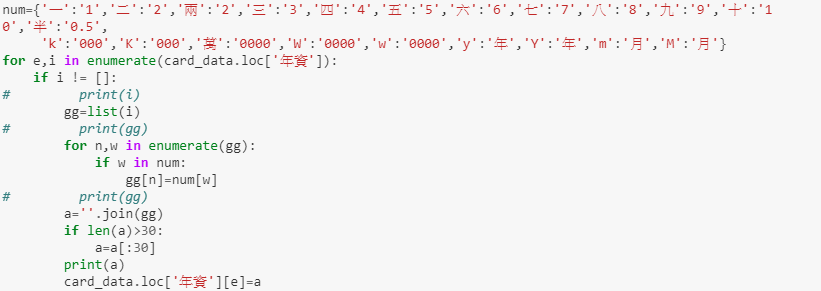 num={'一':'1','二':'2','兩':'2','三':'3','四':'4','五':'5','六':'6','七':'7','八':'8','九':'9','十':'1
0','半':'0.5',
     'k':'000','K':'000','萬':'0000','W':'0000','w':'0000','y':'年','Y':'年','m':'月','M':'月'}
for e,i in enumerate(card_data.loc['年資']):
    if i != []:
#         print(i)
        gg=list(i)
#         print(gg)
        for n,w in enumerate(gg):
            if w in num:
                gg[n]=num[w]
#         print(gg)
        a=''.join(gg)
        if len(a)>30:
            a=a[:30]
        print(a)
        card_data.loc['年資'][e]=a